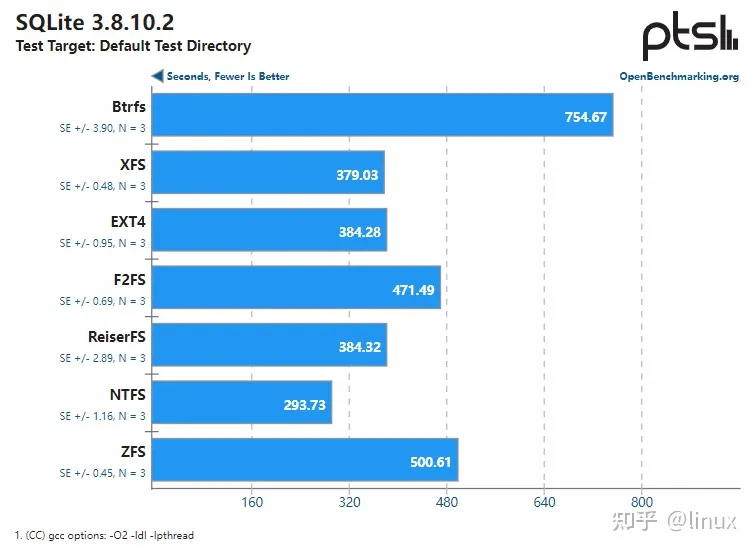 SQLite 3.8.10.2
Test Target: Default Test Directory
pts
Seconds, Fewer Is Better
OpenBenchmarking.org
Btrfs
SE +/- 3.90, N = 3
754.67
XFS
SE +/- 0.48, N = 3
379.03
EXT4
SE +/- 0.95, N = 3
384.28
F2FS
SE +/- 0.69, N = 3
471.49
ReiserFS
SE +/- 2.89, N = 3
384.32
NTFS
SE +/- 1.16, N = 3
293.73
ZFS
SE +/- 0.45, N = 3
500.61
160 320 480 640 800
1. (CC) gcc options: -O2 -ldl -lpthread
知乎 @linux